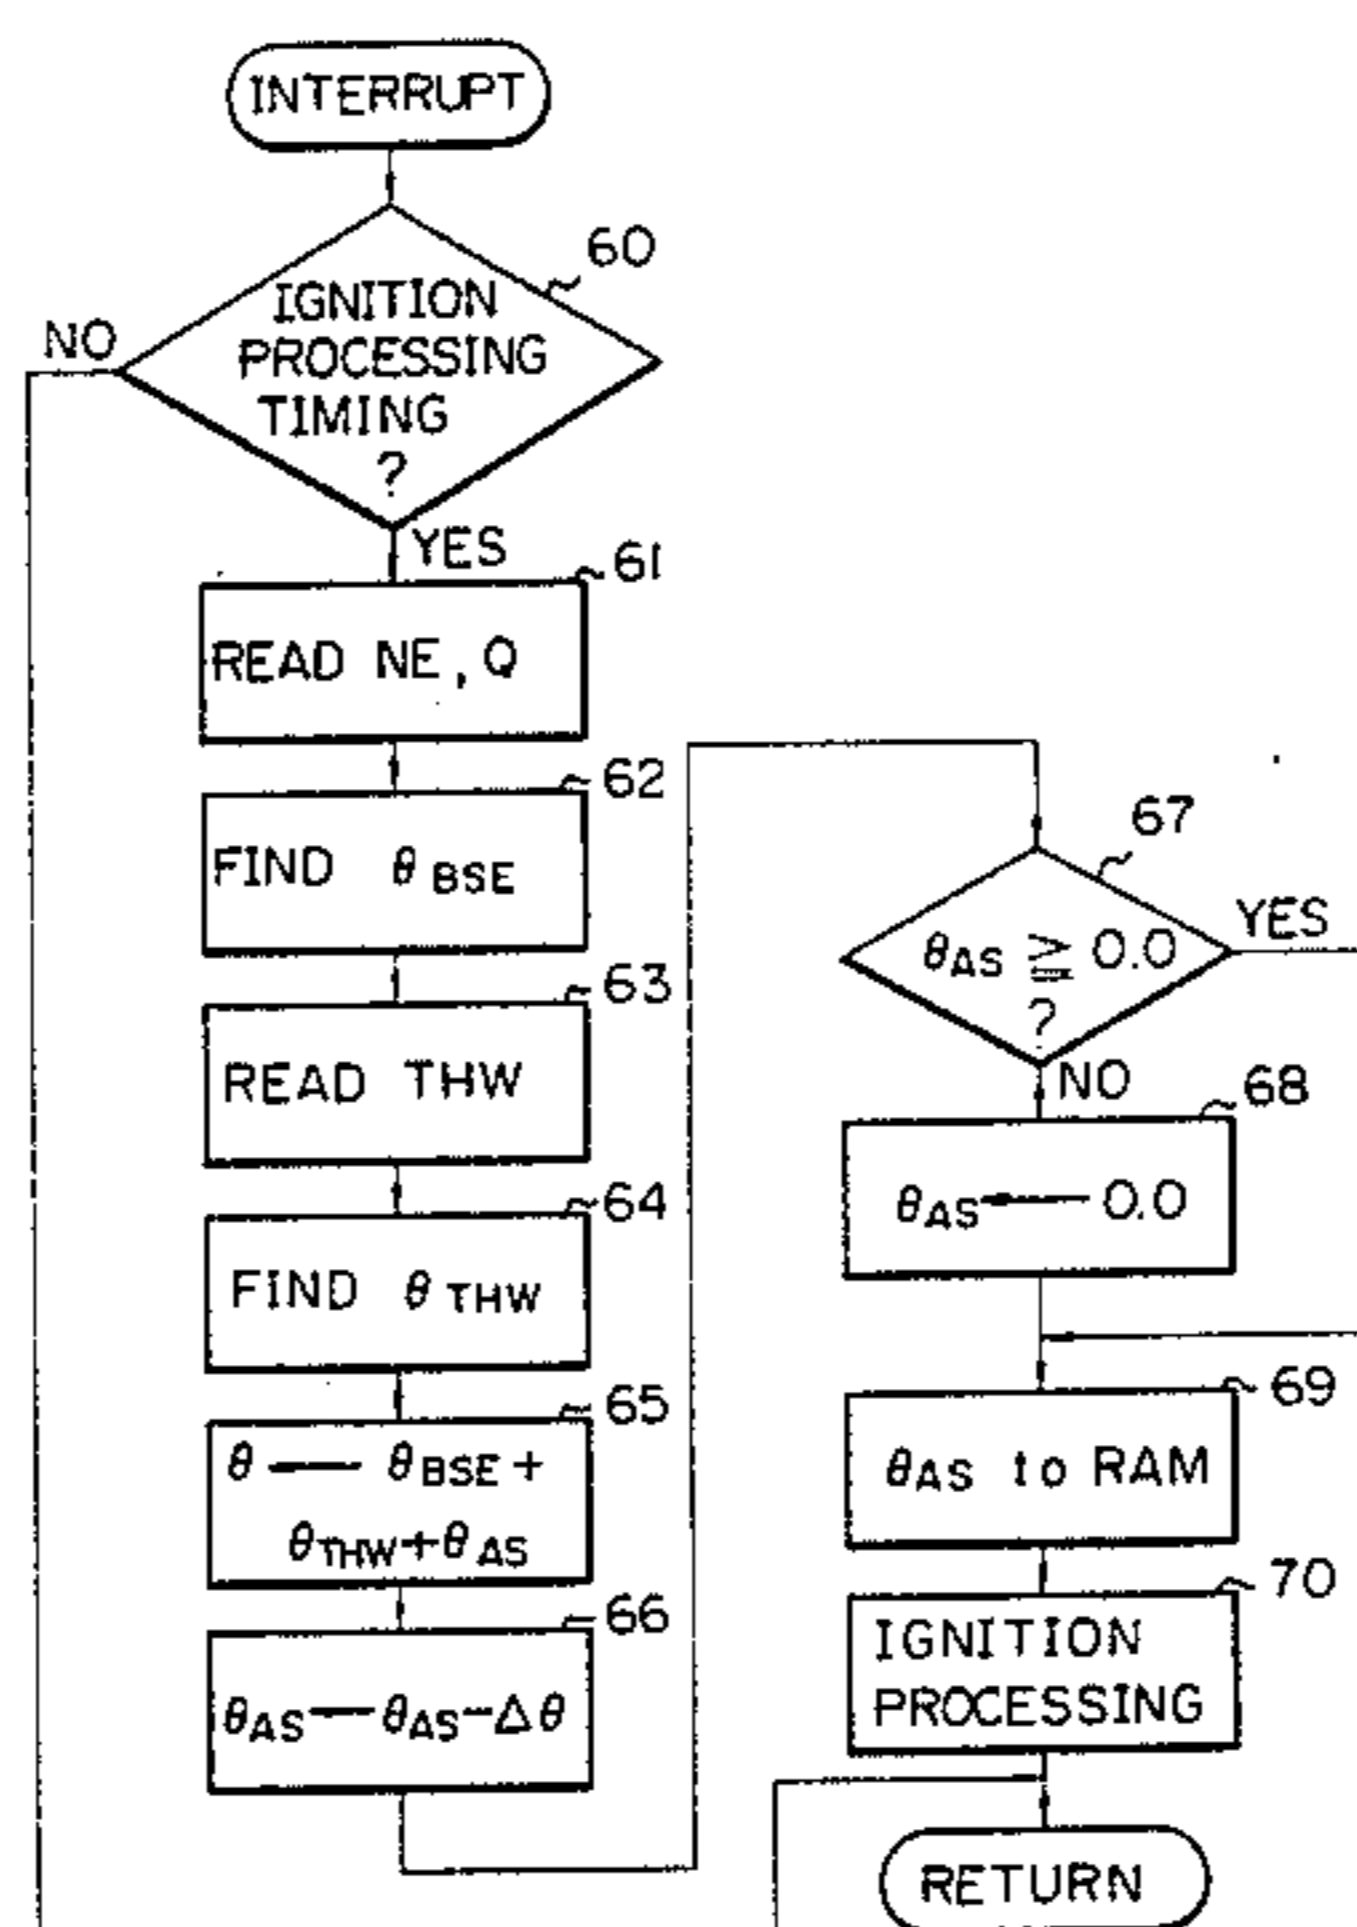 INTERRUPT
60
IGNITION
PROCESSING
TIMING
?
NO
YES
61
READ NE, Q
62
FIND θBSE
63
READ THW
64
FIND θTHW
65
θ — θBSE +
θTHW + θAS
66
θAS — θAS - Δθ
67
θAS ≧ 0.0
?
YES
NO
68
θAS ← 0.0
69
θAS to RAM
70
IGNITION
PROCESSING
RETURN